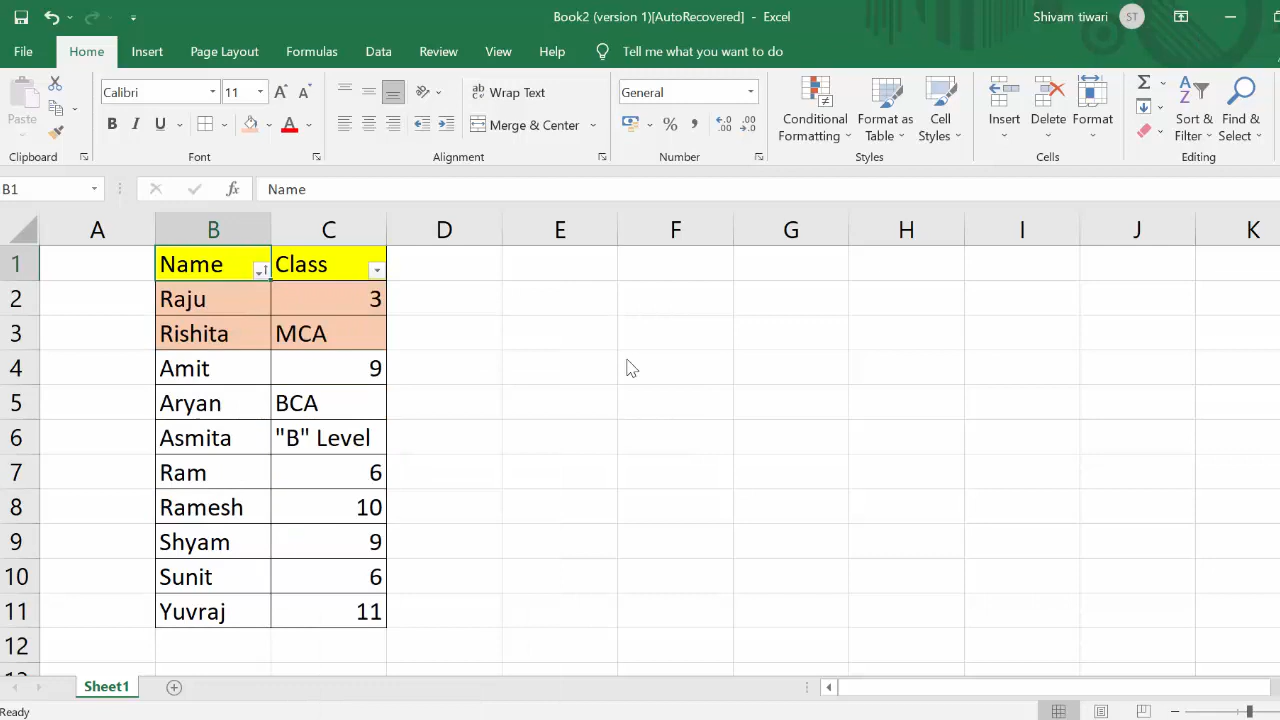 Book2 (version 1)[AutoRecovered] - Excel
Shivam tiwari ST
File Home Insert Page Layout Formulas Data Review View Help Tell me what you want to do
Paste
Clipboard
Calibri 11 A A
B I U A
Font
Wrap Text
Merge & Center
Alignment
General
%
Number
Conditional Formatting
Format as Table
Cell Styles
Styles
Insert
Delete
Format
Cells
Sort & Filter
Find & Select
Editing
B1 fx Name
A B C D E F G H I J K
1 Name Class
2 Raju 3
3 Rishita MCA
4 Amit 9
5 Aryan BCA
6 Asmita "B" Level
7 Ram 6
8 Ramesh 10
9 Shyam 9
10 Sunit 6
11 Yuvraj 11
12
Sheet1
Ready